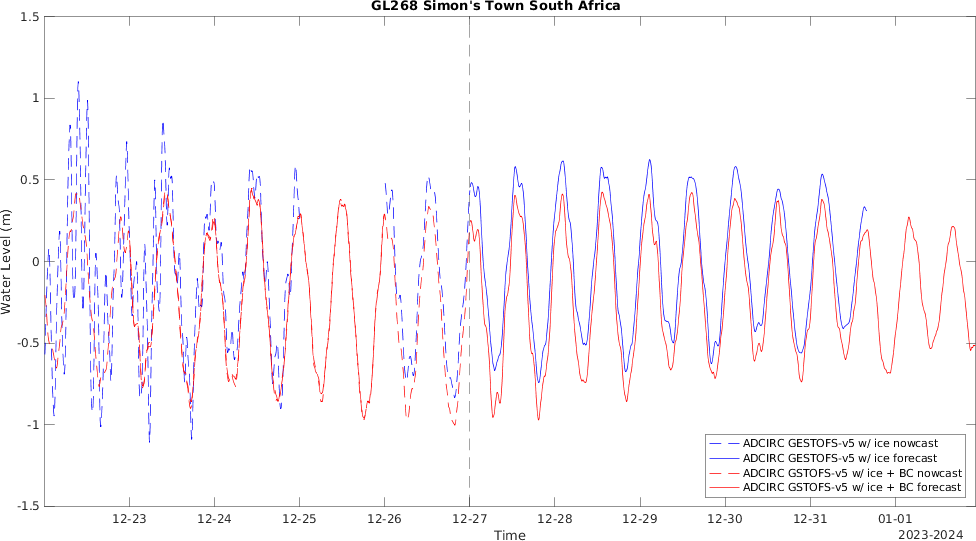 GL268 Simon's Town South Africa
1.5
1
0.5
0
-0.5
-1
-1.5
Water Level (m)
12-23
12-24
12-25
12-26
12-27
12-28
12-29
12-30
12-31
01-01
Time
2023-2024
ADCIRC GESTOFS-v5 w/ ice nowcast
ADCIRC GESTOFS-v5 w/ ice forecast
ADCIRC GSTOFS-v5 w/ ice + BC nowcast
ADCIRC GSTOFS-v5 w/ ice + BC forecast